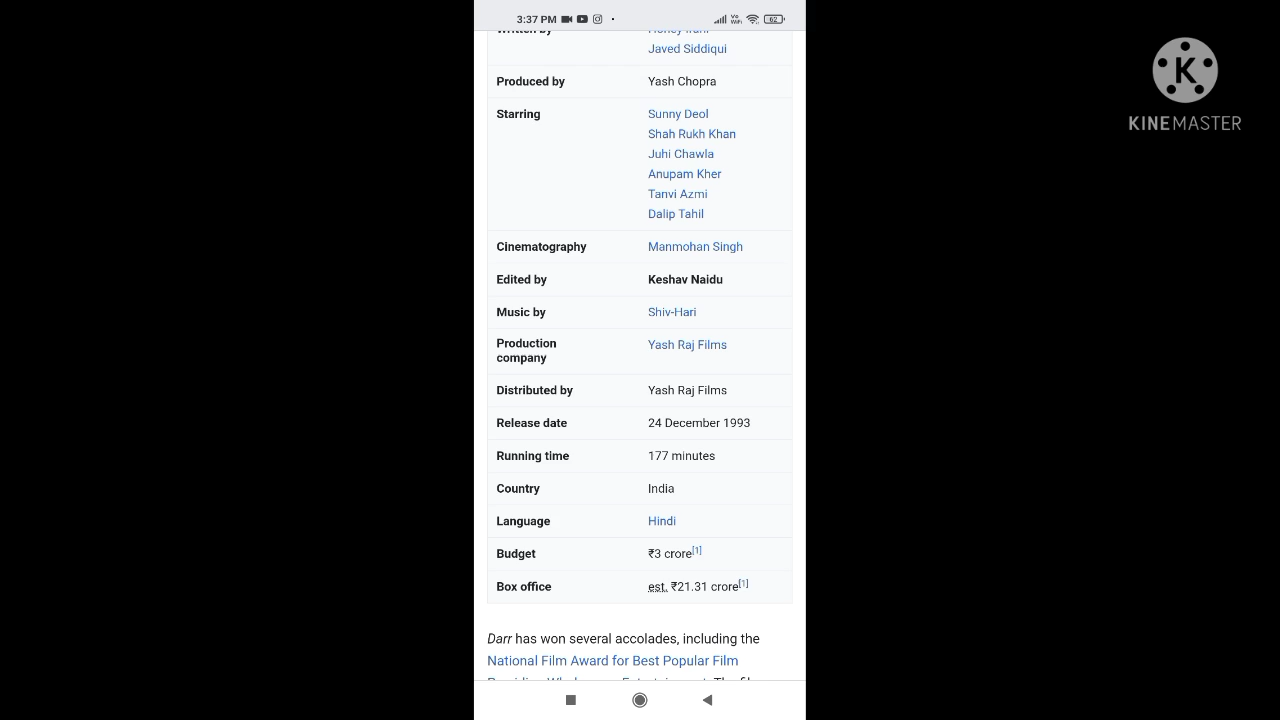 3:37 PM
Vo
WiFi
62
KINEMASTER
Javed Siddiqui
Produced by Yash Chopra
Starring Sunny Deol
Shah Rukh Khan
Juhi Chawla
Anupam Kher
Tanvi Azmi
Dalip Tahil
Cinematography Manmohan Singh
Edited by Keshav Naidu
Music by Shiv-Hari
Production
company Yash Raj Films
Distributed by Yash Raj Films
Release date 24 December 1993
Running time 177 minutes
Country India
Language Hindi
Budget ₹3 crore[1]
Box office est. ₹21.31 crore[1]
Darr has won several accolades, including the
National Film Award for Best Popular Film